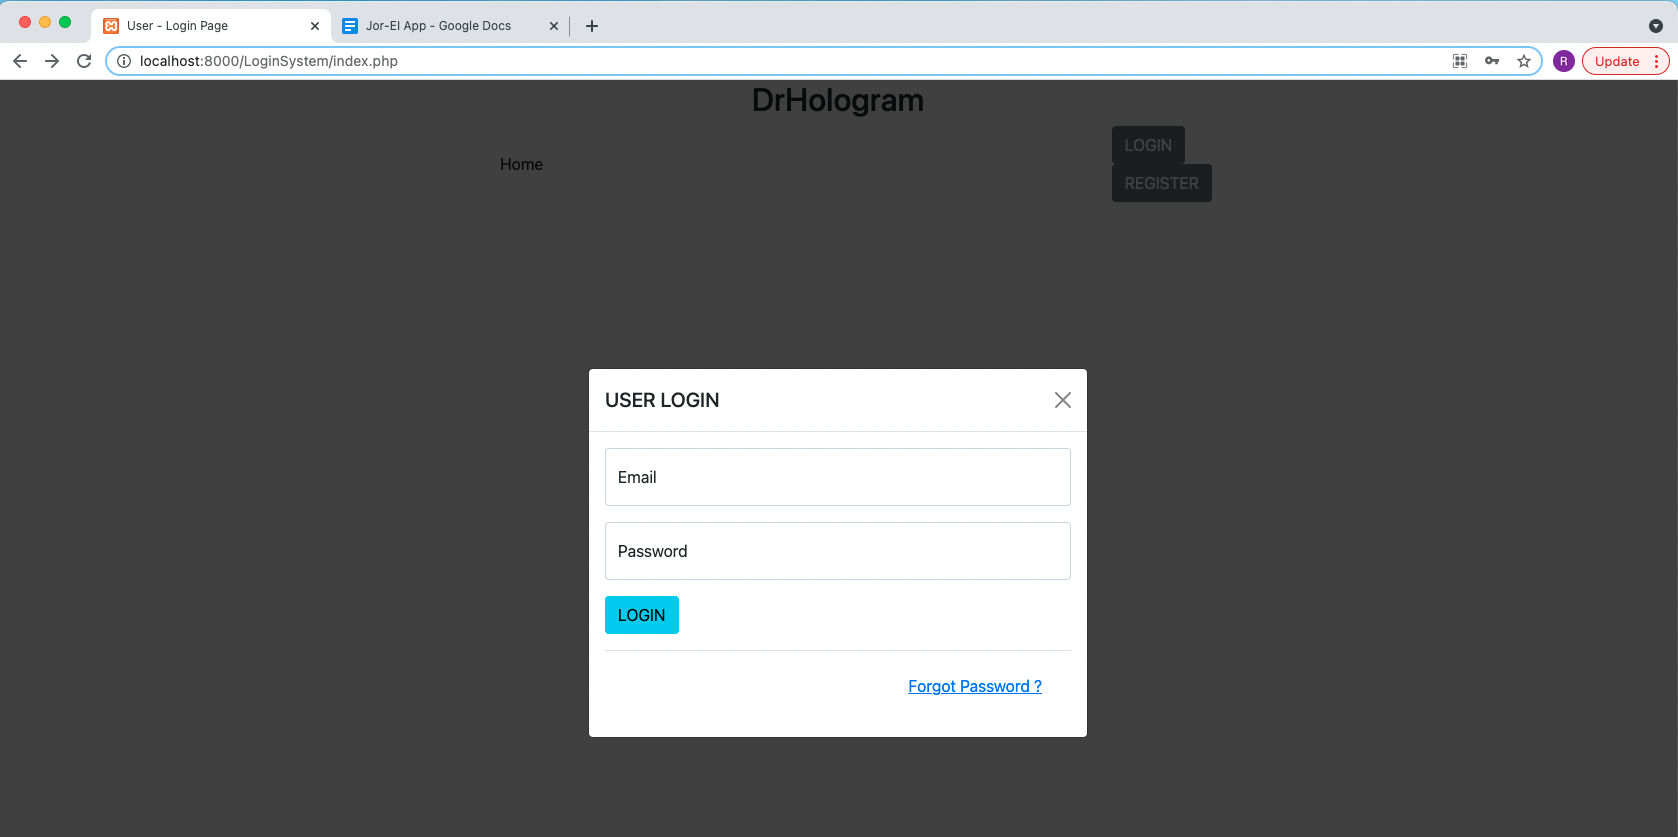 User - Login Page
Jor-El App - Google Docs
localhost:8000/LoginSystem/index.php
R
Update
DrHologram
Home
LOGIN
REGISTER
USER LOGIN
Email
Password
LOGIN
Forgot Password ?